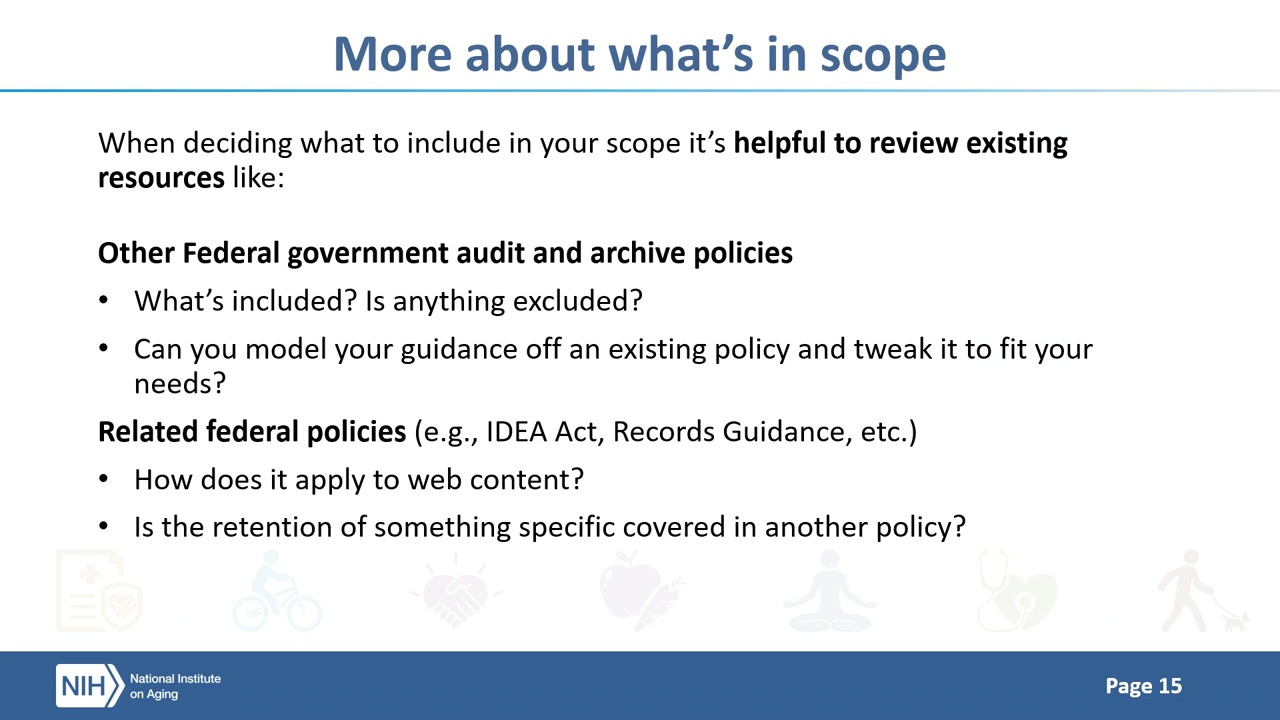 More about what’s in scope
When deciding what to include in your scope it’s helpful to review existing
resources like:
Other Federal government audit and archive policies
• What’s included? Is anything excluded?
• Can you model your guidance off an existing policy and tweak it to fit your
needs?
Related federal policies (e.g., IDEA Act, Records Guidance, etc.)
• How does it apply to web content?
• Is the retention of something specific covered in another policy?
NIH National Institute
on Aging
Page 15